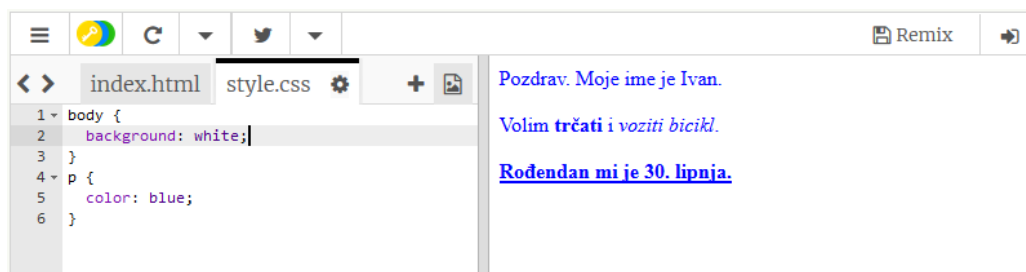 Remix
index.html style.css
1 body {
2 background: white;
3 }
4 p {
5 color: blue;
6 }
Pozdrav. Moje ime je Ivan.
Volim trčati i voziti bicikl.
Rođendan mi je 30. lipnja.